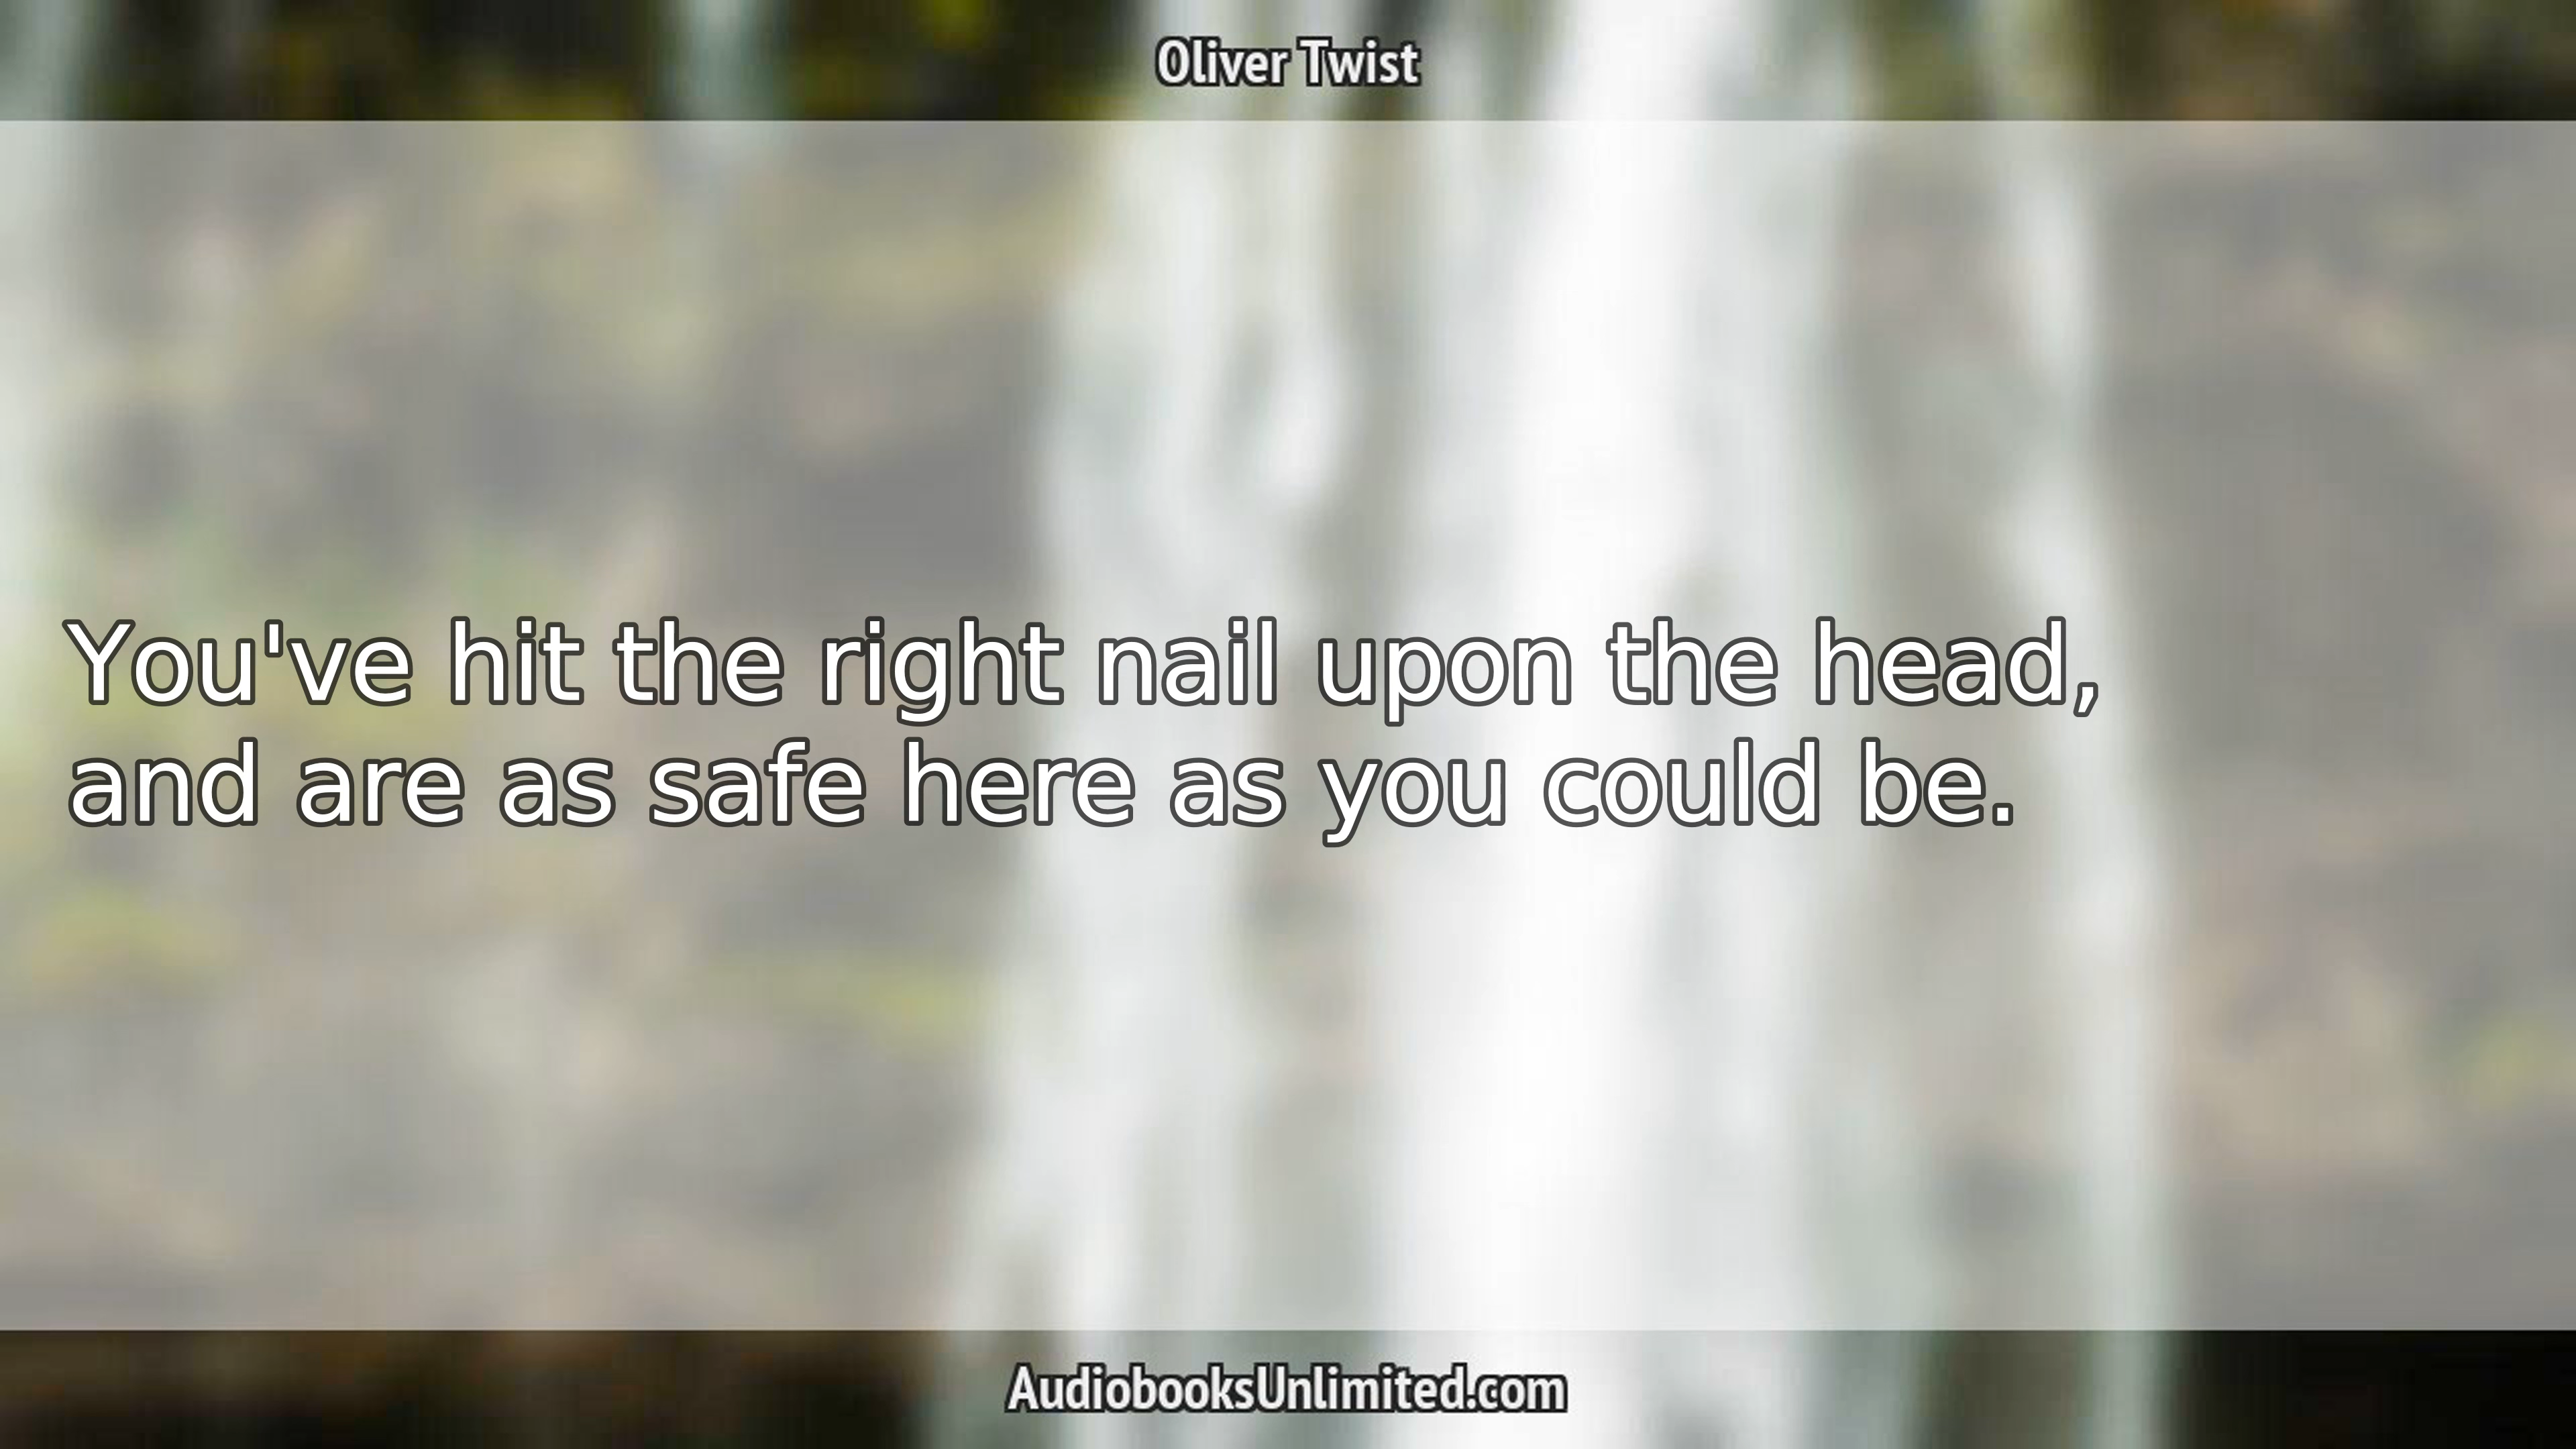 Oliver Twist
You've hit the right nail upon the head,
and are as safe here as you could be.
AudiobooksUnlimited.com